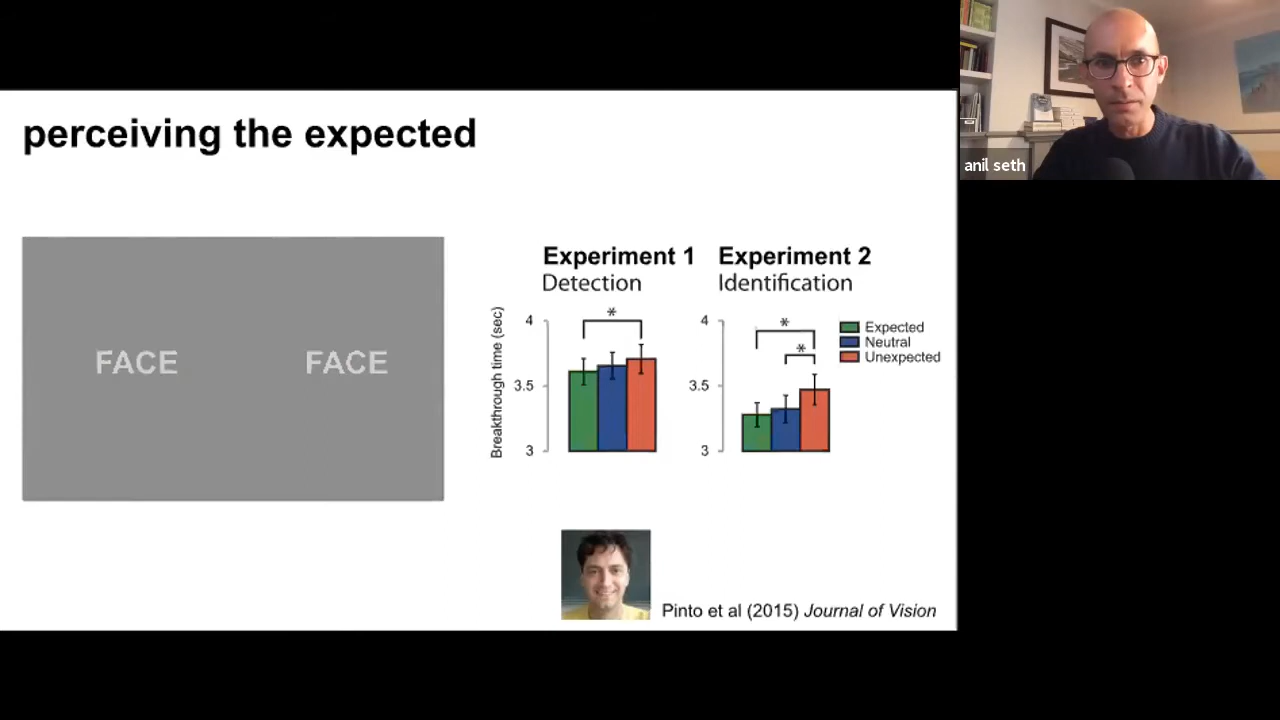 perceiving the expected
anil seth
FACE FACE
Experiment 1
Detection
Breakthrough time (sec)
4
3.5
3
*
Experiment 2
Identification
4
3.5
3
*
*
Expected
Neutral
Unexpected
Pinto et al (2015) Journal of Vision